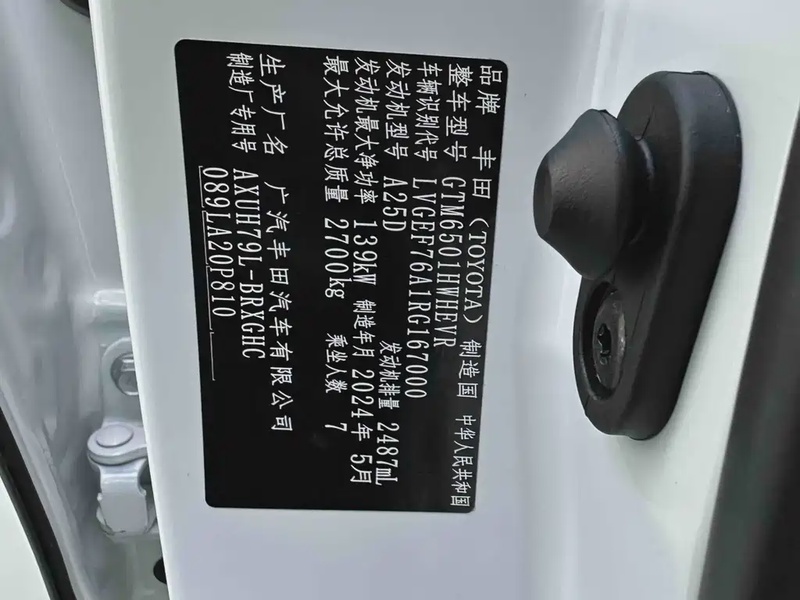 品牌 丰田(TOYOTA) 制造国 中华人民共和国
整车型号 GTM6501HWHEVR
车辆识别代号 LVGEF76A1RG167000
发动机型号 A25D 发动机排量 2487mL
发动机最大净功率 139kW 制造年月 2024年 5月
最大允许总质量 2700kg 乘坐人数 7
生产厂名 广汽丰田汽车有限公司
制造厂专用号 AXUH79L-BRXGHC
089LA20P810